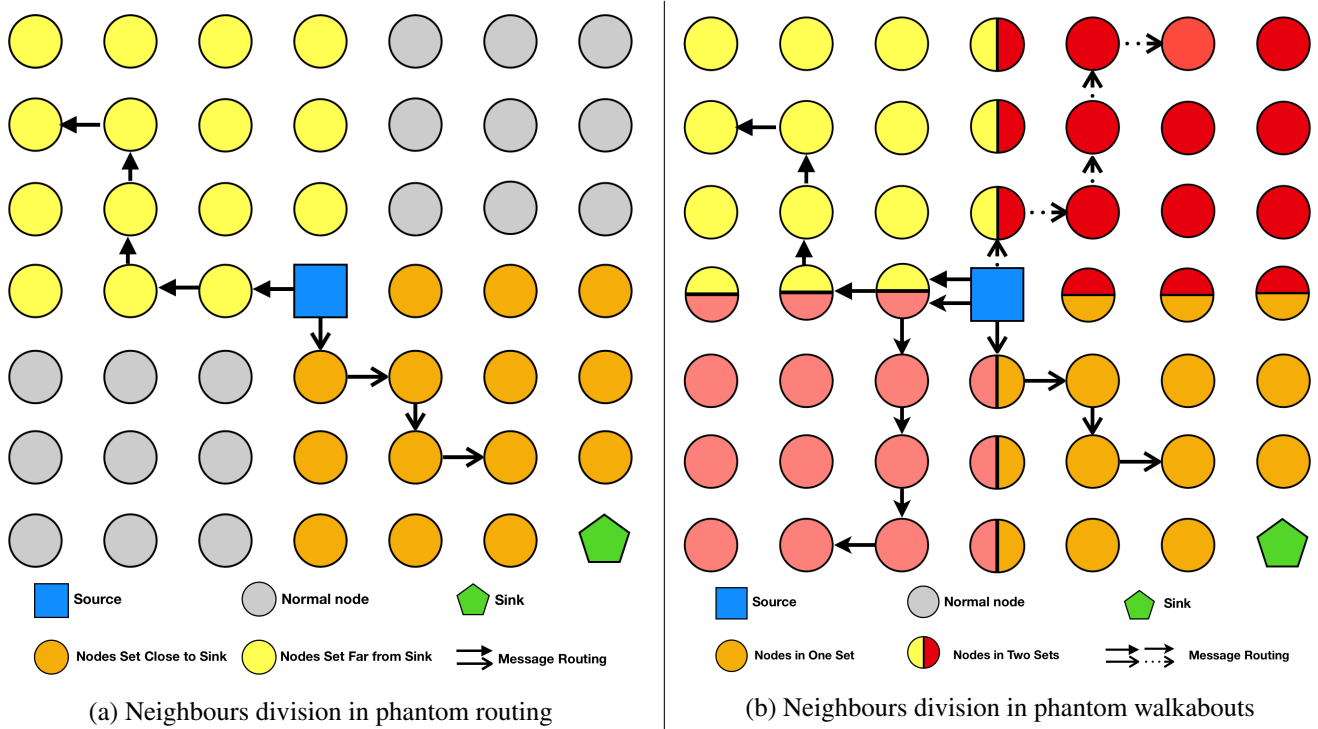 Source
Normal node
Sink
Nodes Set Close to Sink
Nodes Set Far from Sink
Message Routing
(a) Neighbours division in phantom routing
Source
Normal node
Sink
Nodes in One Set
Nodes in Two Sets
Message Routing
(b) Neighbours division in phantom walkabouts